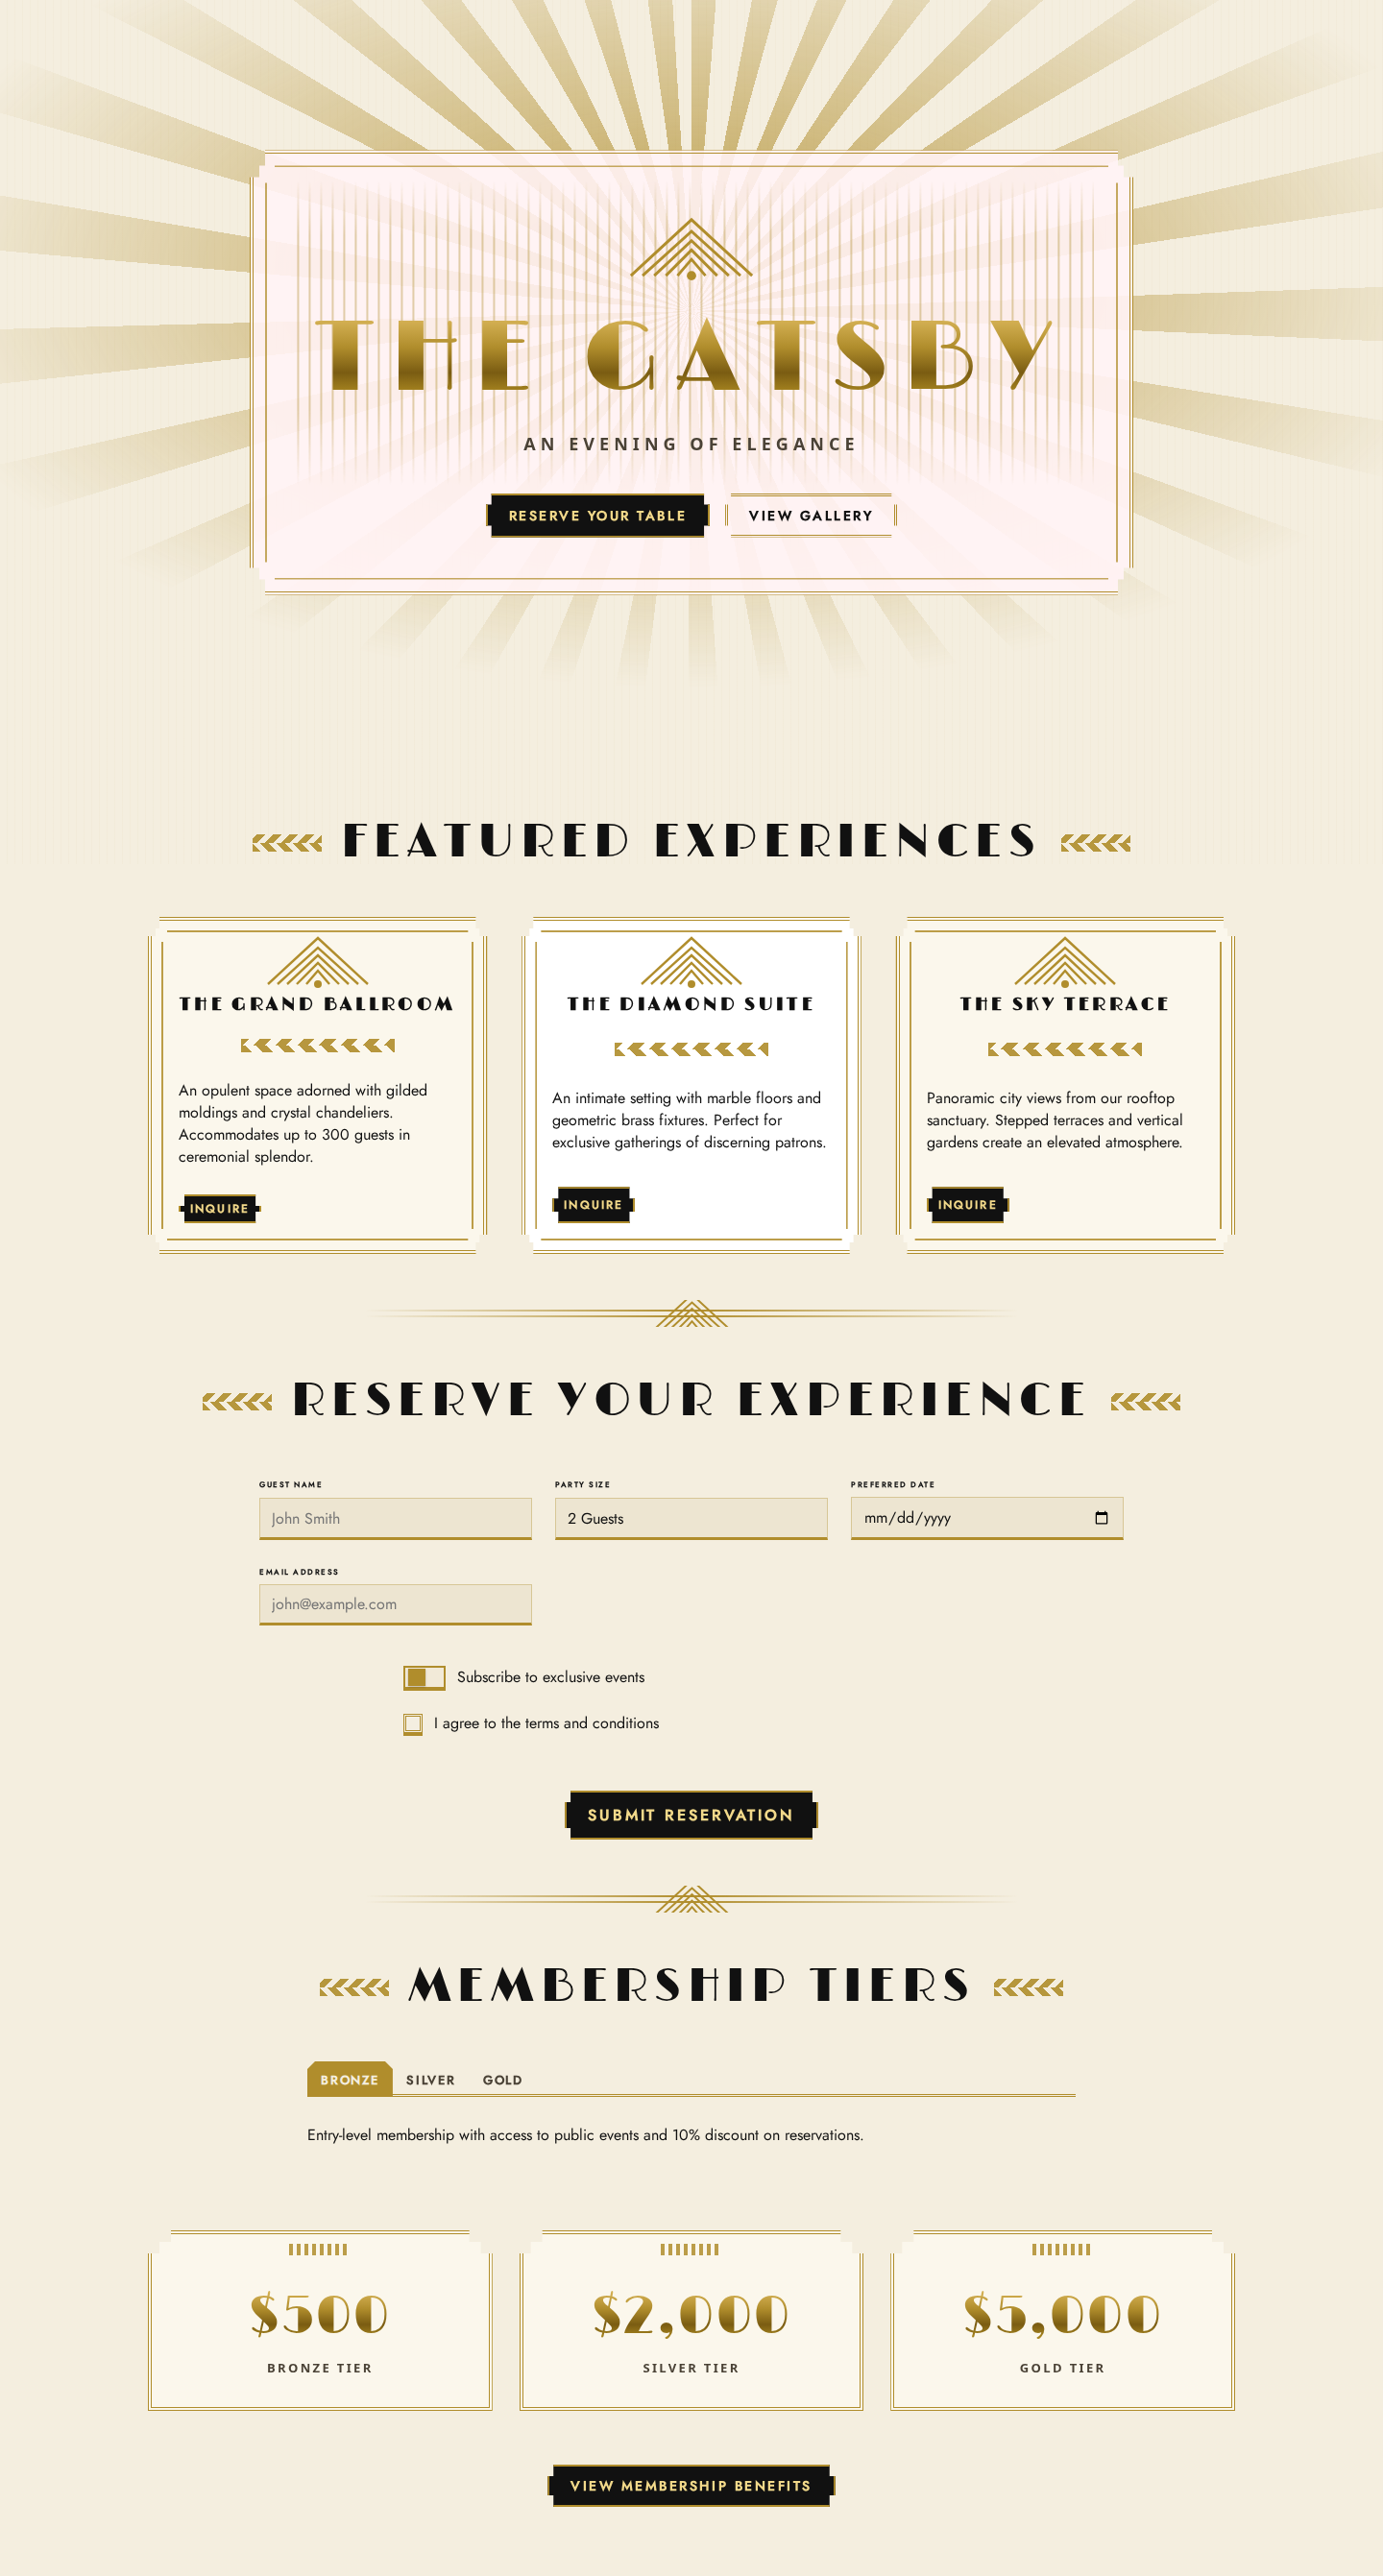 THE GATSBY
AN EVENING OF ELEGANCE
RESERVE YOUR TABLE
VIEW GALLERY
FEATURED EXPERIENCES
THE GRAND BALLROOM
An opulent space adorned with gilded
moldings and crystal chandeliers.
Accommodates up to 300 guests in
ceremonial splendor.
INQUIRE
THE DIAMOND SUITE
An intimate setting with marble floors and
geometric brass fixtures. Perfect for
exclusive gatherings of discerning patrons.
INQUIRE
THE SKY TERRACE
Panoramic city views from our rooftop
sanctuary. Stepped terraces and vertical
gardens create an elevated atmosphere.
INQUIRE
RESERVE YOUR EXPERIENCE
GUEST NAME
John Smith
PARTY SIZE
2 Guests
PREFERRED DATE
mm/dd/yyyy
EMAIL ADDRESS
john@example.com
Subscribe to exclusive events
I agree to the terms and conditions
SUBMIT RESERVATION
MEMBERSHIP TIERS
BRONZE
SILVER
GOLD
Entry-level membership with access to public events and 10% discount on reservations.
$500
BRONZE TIER
$2,000
SILVER TIER
$5,000
GOLD TIER
VIEW MEMBERSHIP BENEFITS